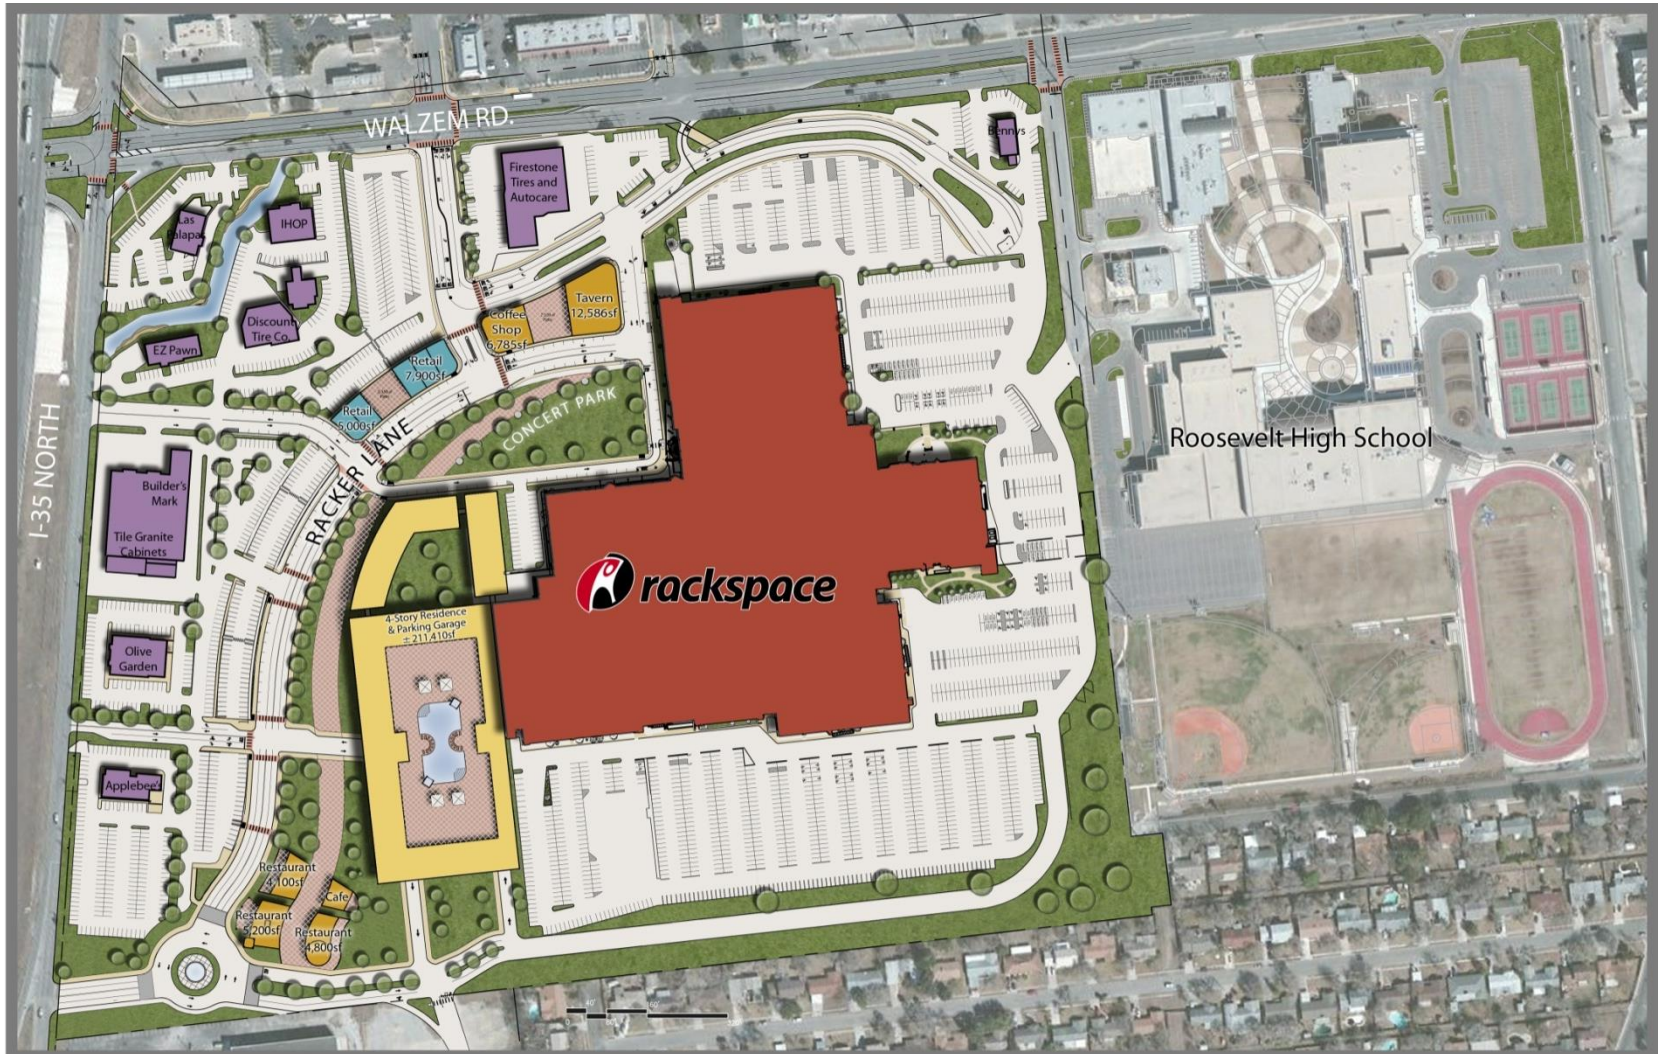 WALZEM RD.
Dennys
Firestone
Tires and
Autocare
Las
Palapas
IHOP
Tavern
12,586sf
Coffee
Shop
6,785sf
Discount
Tire Co.
EZ Pawn
Retail
7,900sf
Retail
5,000sf
CONCERT PARK
RACKER LANE
I-35 NORTH
Roosevelt High School
Builder's
Mark
Tile Granite
Cabinets
rackspace
4-Story Residence
& Parking Garage
±211,410sf
Olive
Garden
Applebee's
Restaurant
4,100sf
Cafe
Restaurant
5,200sf
Restaurant
4,800sf